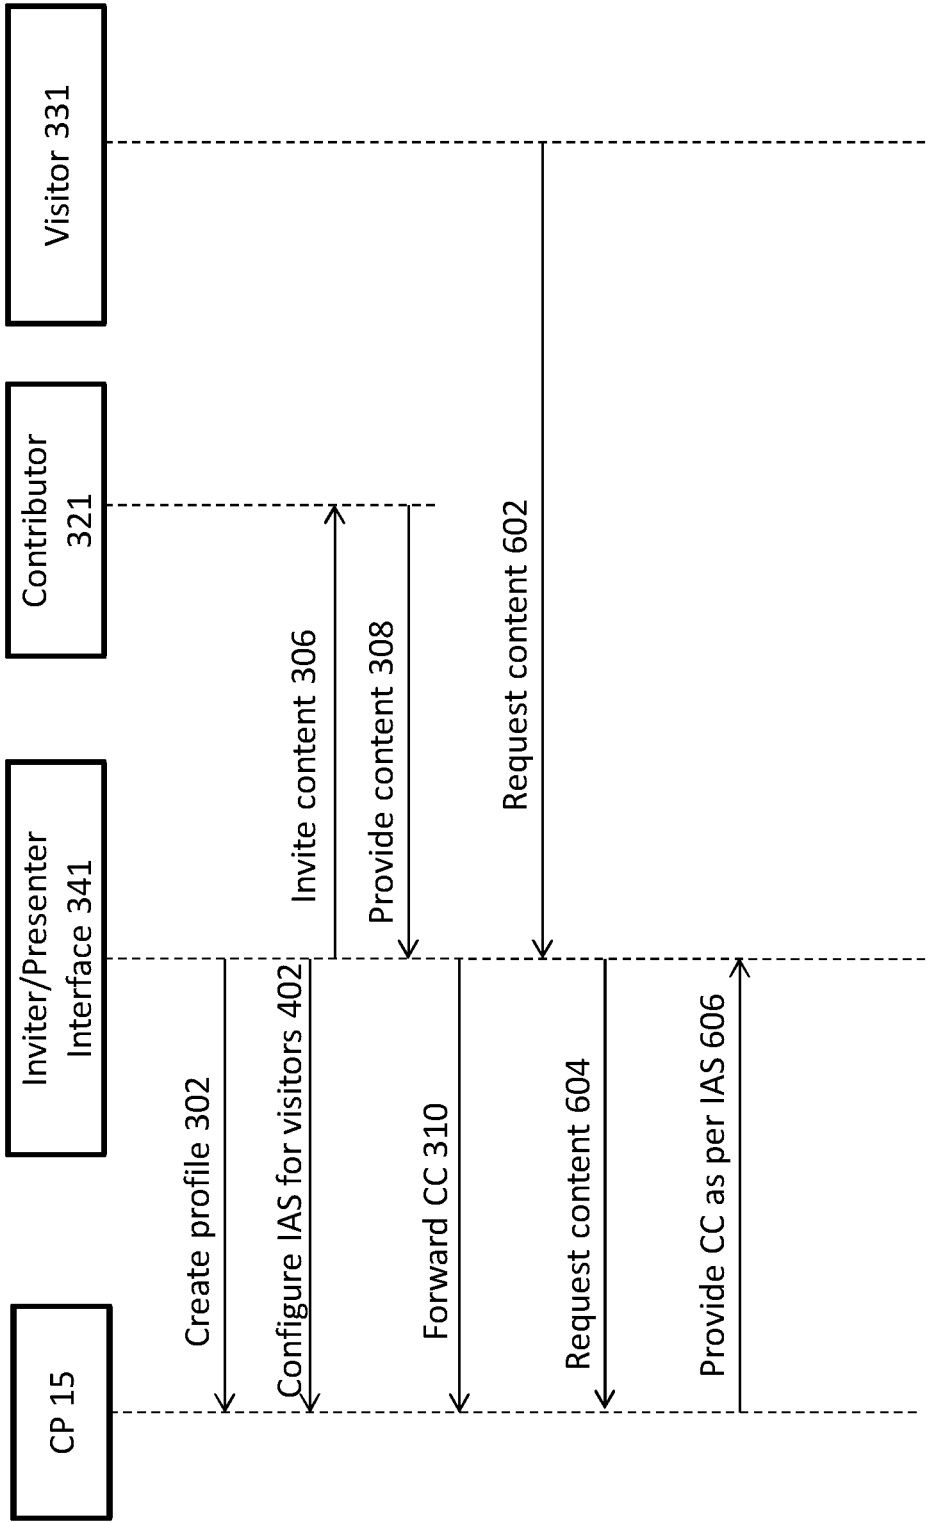 CP 15
Inviter/Presenter
Interface 341
Contributor
321
Visitor 331
Create profile 302
Configure IAS for visitors 402
Invite content 306
Provide content 308
Forward CC 310
Request content 602
Request content 604
Provide CC as per IAS 606